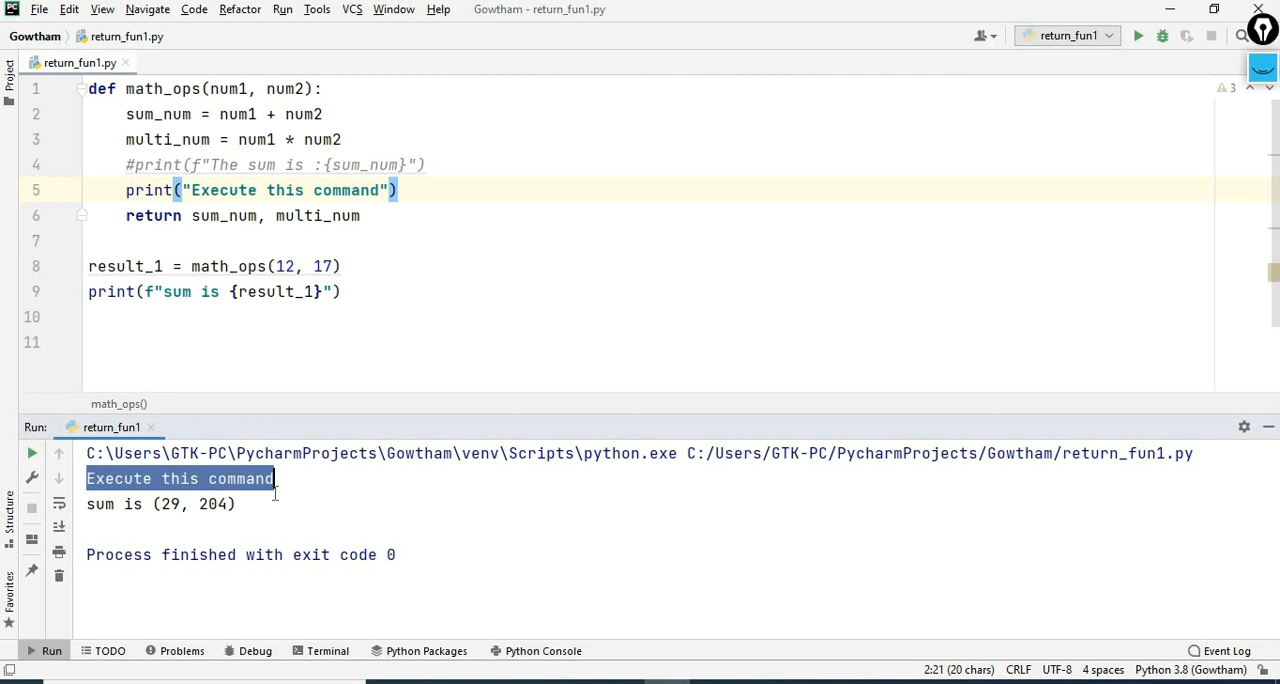 File Edit View Navigate Code Refactor Run Tools VCS Window Help Gowtham - return_fun1.py
Gowtham return_fun1.py return_fun1
Project
return_fun1.py
1 def math_ops(num1, num2): 3
2 sum_num = num1 + num2
3 multi_num = num1 * num2
4 #print(f"The sum is :{sum_num}")
5 print("Execute this command")
6 return sum_num, multi_num
7
8 result_1 = math_ops(12, 17)
9 print(f"sum is {result_1}")
10
11
math_ops()
Run: return_fun1
C:\Users\GTK-PC\PycharmProjects\Gowtham\venv\Scripts\python.exe C:/Users/GTK-PC/PycharmProjects/Gowtham/return_fun1.py
Execute this command
sum is (29, 204)
Process finished with exit code 0
Structure
Favorites
Run TODO Problems Debug Terminal Python Packages Python Console Event Log
2:21 (20 chars) CRLF UTF-8 4 spaces Python 3.8 (Gowtham)